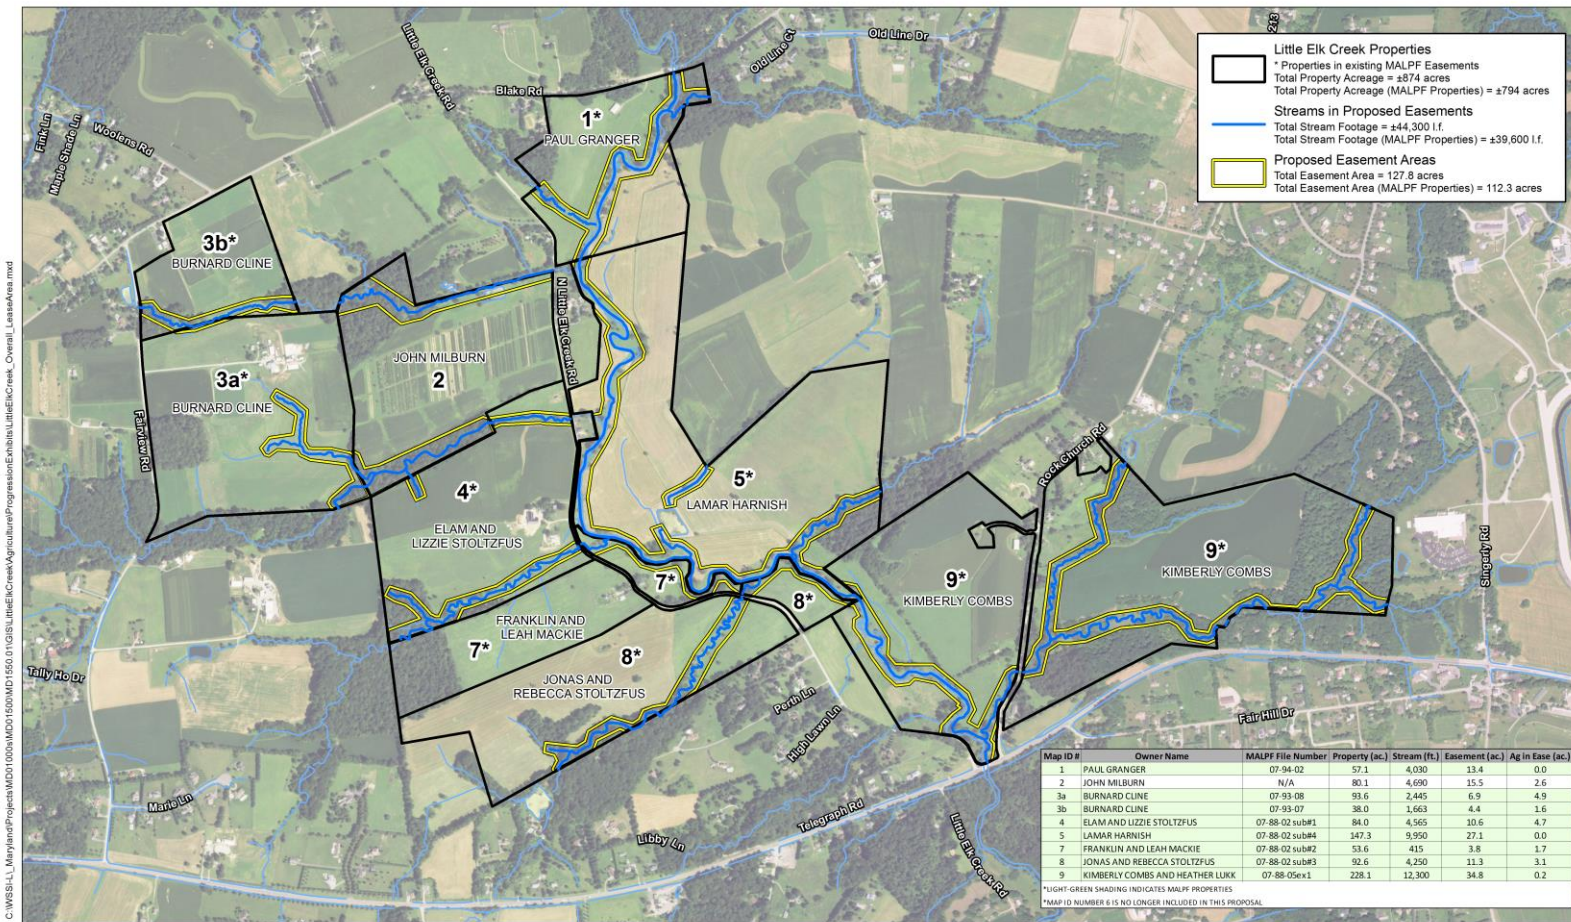 Little Elk Creek Properties
* Properties in existing MALPF Easements
Total Property Acreage = ±874 acres
Total Property Acreage (MALPF Properties) = ±794 acres
Streams in Proposed Easements
Total Stream Footage = ±44,300 l.f.
Total Stream Footage (MALPF Properties) = ±39,600 l.f.
Proposed Easement Areas
Total Easement Area = 127.8 acres
Total Easement Area (MALPF Properties) = 112.3 acres
213
Old Line Dr
Old Line Ct
Little Elk Creek Rd
Blake Rd
Fink Ln
Maple Shade Ln
Woolens Rd
1*
PAUL GRANGER
3b*
BURNARD CLINE
N Little Elk Creek Rd
JOHN MILBURN
2
3a*
BURNARD CLINE
Fairview Rd
Rock Church Rd
5*
LAMAR HARNISH
4*
ELAM AND
LIZZIE STOLTZFUS
9*
KIMBERLY COMBS
9*
KIMBERLY COMBS
Singerly Rd
7*
8*
FRANKLIN AND
LEAH MACKIE
7*
8*
JONAS AND
REBECCA STOLTZFUS
Tally Ho Dr
Perth Ln
High Lawn Ln
Fair Hill Dr
Marie Ln
Libby Ln
Telegraph Rd
Little Elk Creek Rd
Map ID # Owner Name MALPF File Number Property (ac.) Stream (ft.) Easement (ac.) Ag in Ease (ac.)
1 PAUL GRANGER 07-94-02 57.1 4,030 13.4 0.0
2 JOHN MILBURN N/A 80.1 4,690 15.5 2.6
3a BURNARD CLINE 07-93-08 93.6 2,445 6.9 4.9
3b BURNARD CLINE 07-93-07 38.0 1,663 4.4 1.6
4 ELAM AND LIZZIE STOLTZFUS 07-88-02 sub#1 84.0 4,565 10.6 4.7
5 LAMAR HARNISH 07-88-02 sub#4 147.3 9,950 27.1 0.0
7 FRANKLIN AND LEAH MACKIE 07-88-02 sub#2 53.6 415 3.8 1.7
8 JONAS AND REBECCA STOLTZFUS 07-88-02 sub#3 92.6 4,250 11.3 3.1
9 KIMBERLY COMBS AND HEATHER LUKK 07-88-05ex1 228.1 12,300 34.8 0.2
*LIGHT-GREEN SHADING INDICATES MALPF PROPERTIES
*MAP ID NUMBER 6 IS NO LONGER INCLUDED IN THIS PROPOSAL
C:\WSSI-L\_Maryland\Projects\MD01000s\MD01500\MD1550.01\GIS\LittleElkCreek\Agriculture\ProgressionExhibits\LittleElkCreek_Overall_LeaseArea.mxd